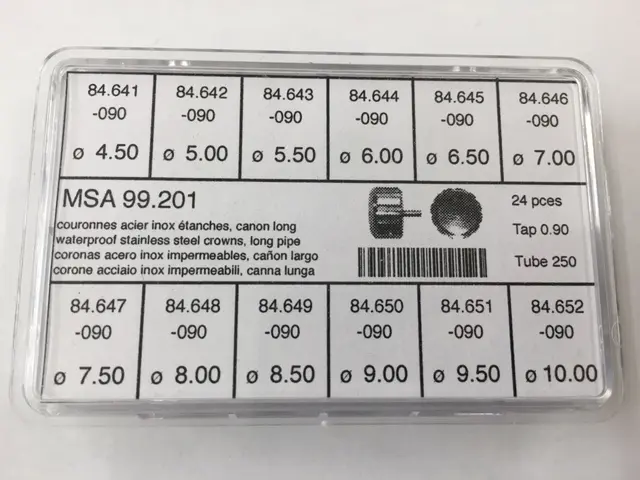 84.641 84.642 84.643 84.644 84.645 84.646
-090 -090 -090 -090 -090 -090
ø 4.50 ø 5.00 ø 5.50 ø 6.00 ø 6.50 ø 7.00
MSA 99.201
couronnes acier inox étanches, canon long
waterproof stainless steel crowns, long pipe
coronas acero inox impermeables, cañon largo
corone acciaio inox impermeabili, canna lunga
24 pces
Tap 0.90
Tube 250
84.647 84.648 84.649 84.650 84.651 84.652
-090 -090 -090 -090 -090 -090
ø 7.50 ø 8.00 ø 8.50 ø 9.00 ø 9.50 ø 10.00